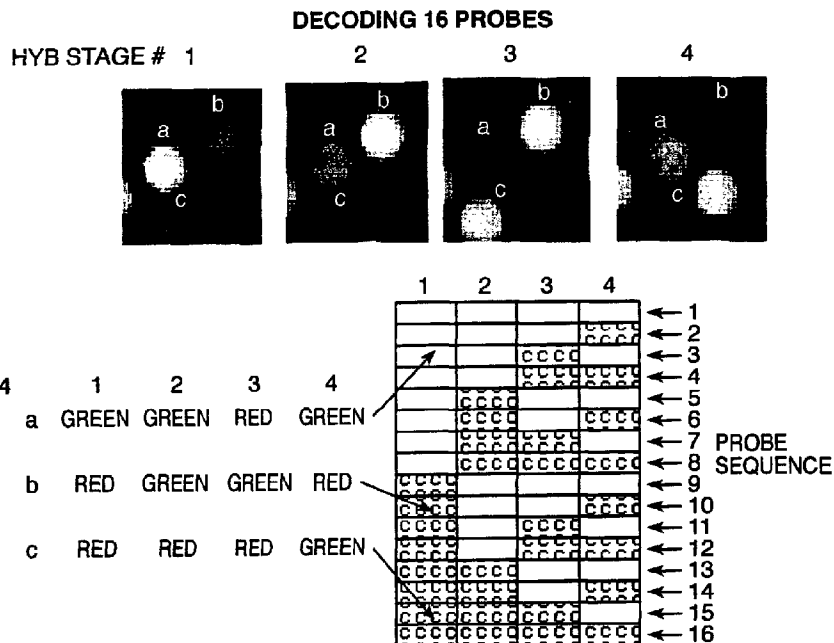 DECODING 16 PROBES
HYB STAGE # 1 2 3 4
a b c
a b c
a b c
a b c
1 2 3 4
1
2
3
4
5
6
7 PROBE
8 SEQUENCE
9
10
11
12
13
14
15
16
4 1 2 3 4
a GREEN GREEN RED GREEN
b RED GREEN GREEN RED
c RED RED RED GREEN